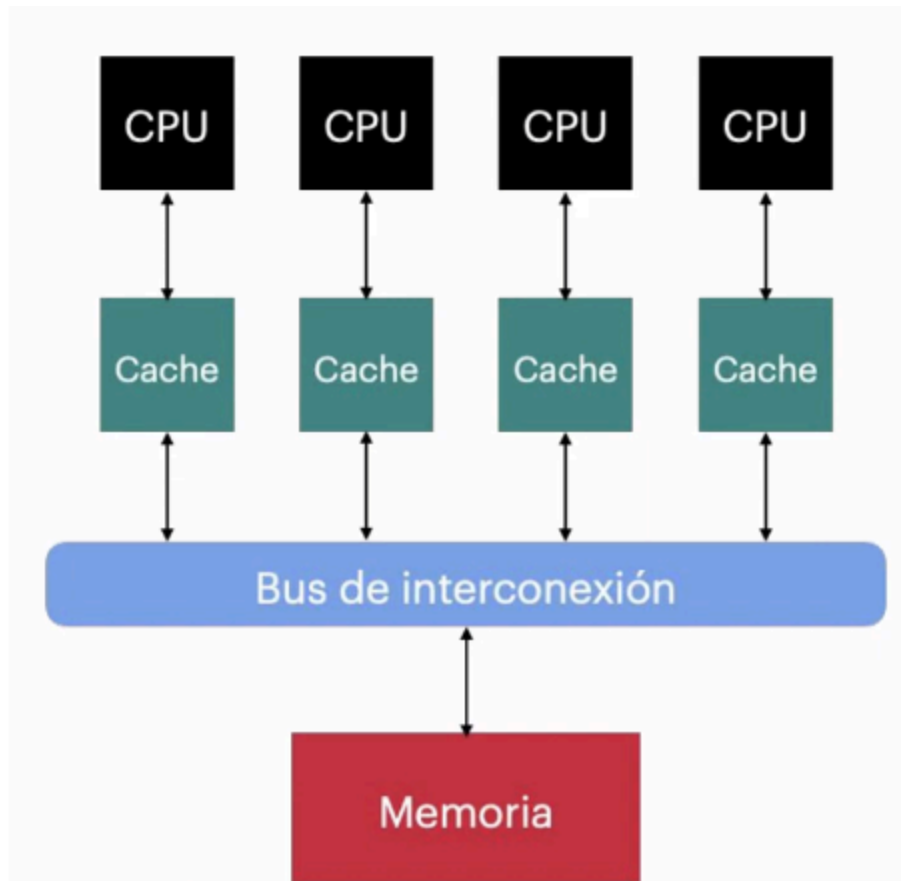 CPU CPU CPU CPU
Cache Cache Cache Cache
Bus de interconexión
Memoria